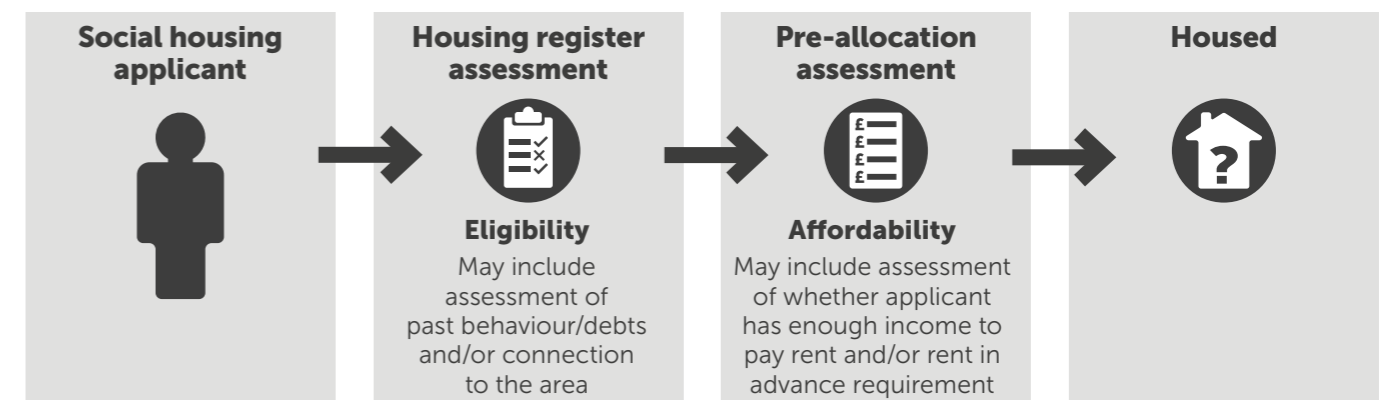 Social housing
applicant
Housing register
assessment
Eligibility
May include
assessment of
past behaviour/debts
and/or connection
to the area
Pre-allocation
assessment
£
£
£
£
Affordability
May include assessment
of whether applicant
has enough income to
pay rent and/or rent in
advance requirement
Housed
?